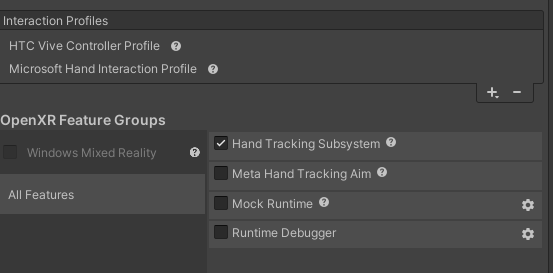 Interaction Profiles
HTC Vive Controller Profile
Microsoft Hand Interaction Profile
OpenXR Feature Groups
Windows Mixed Reality
All Features
Hand Tracking Subsystem
Meta Hand Tracking Aim
Mock Runtime
Runtime Debugger